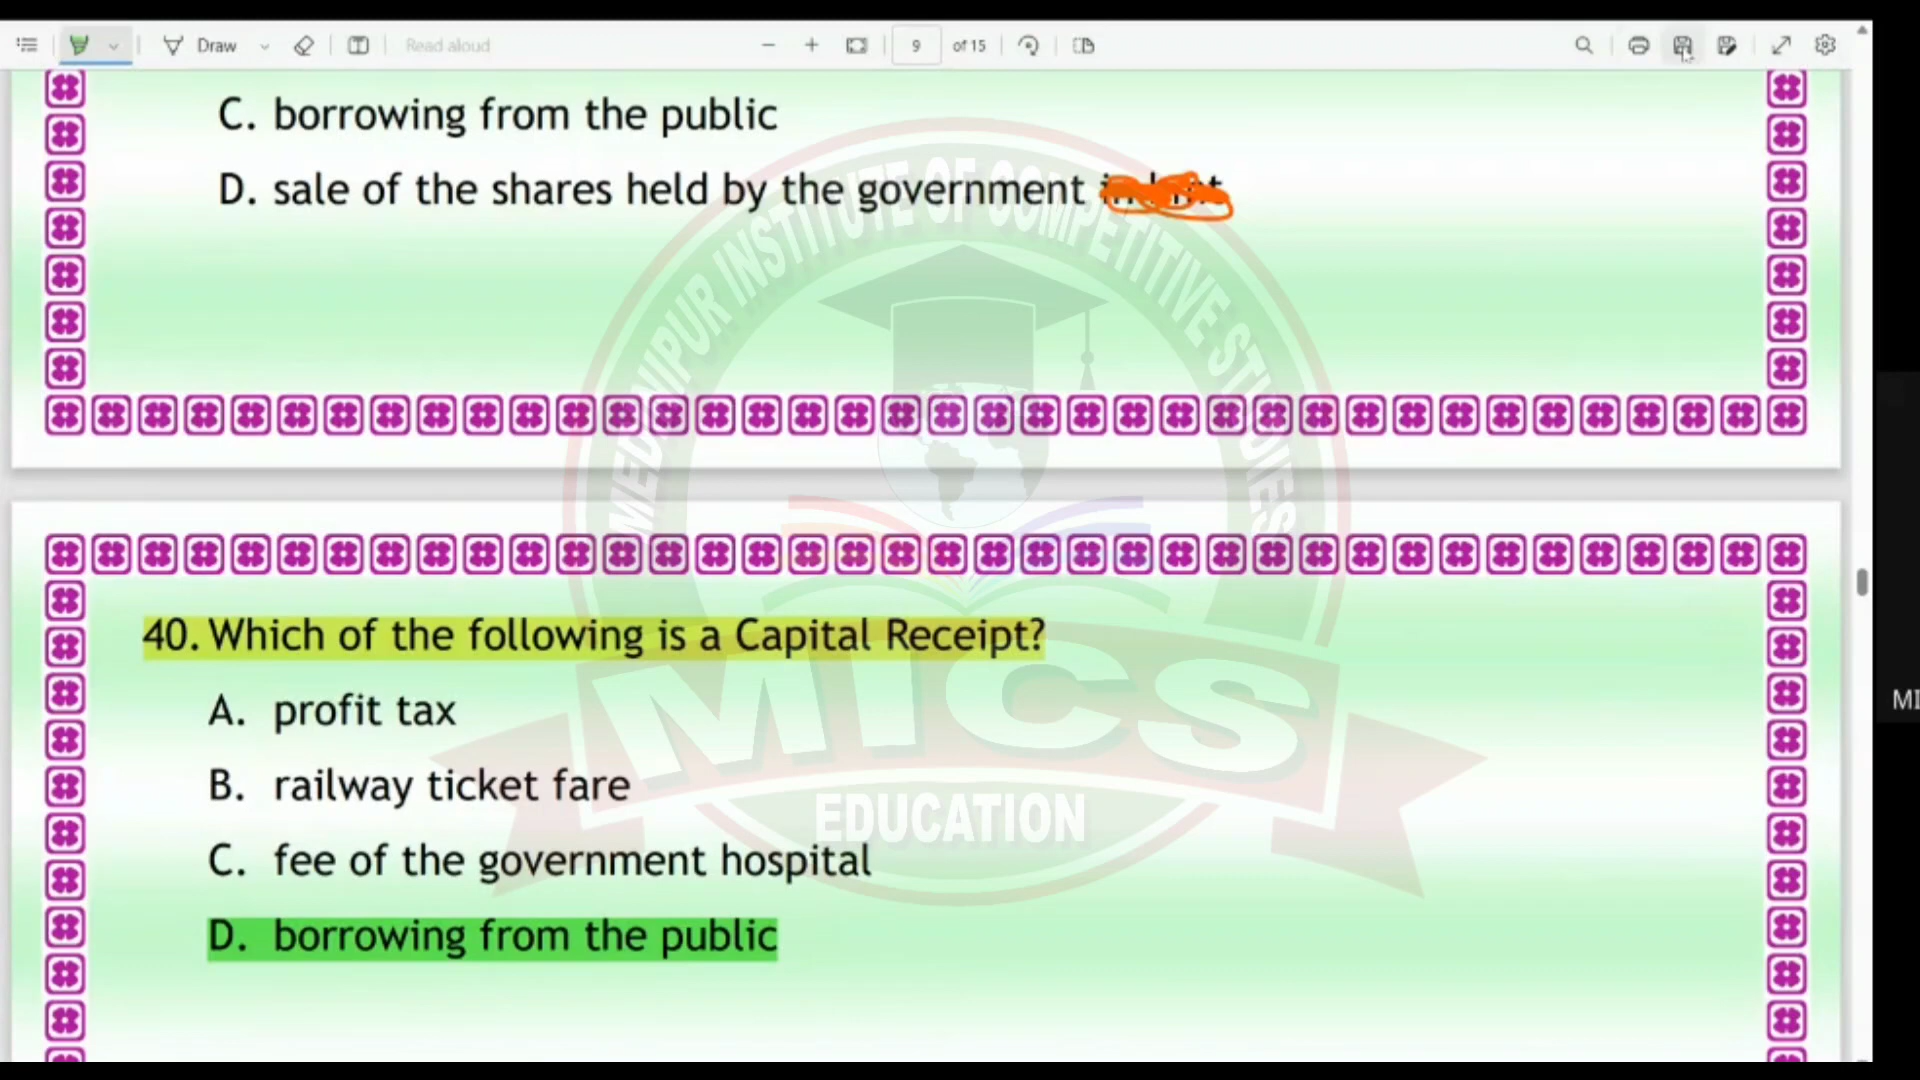 Draw
Read aloud
9
of 15
C. borrowing from the public
D. sale of the shares held by the government
MEDINIPUR INSTITUTE OF COMPETITIVE STUDIES
40. Which of the following is a Capital Receipt?
A. profit tax
B. railway ticket fare
C. fee of the government hospital
D. borrowing from the public
MICS
EDUCATION